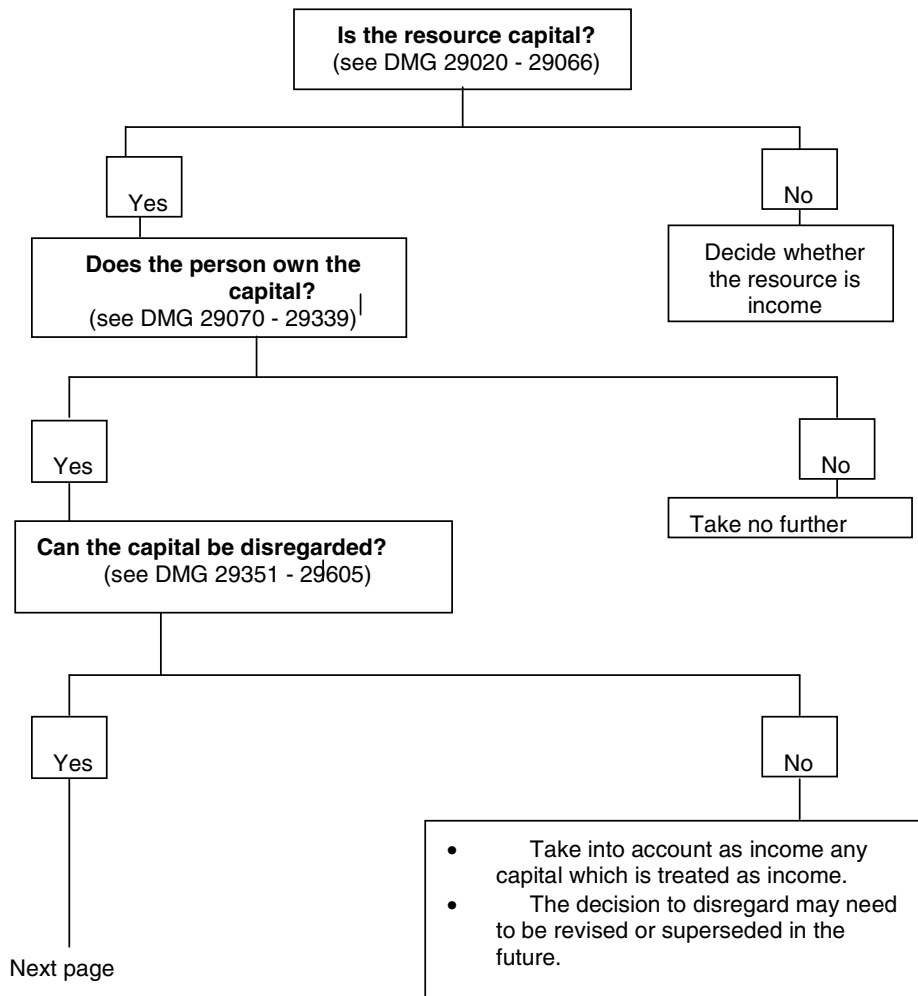 Is the resource capital?
(see DMG 29020 - 29066)
Yes
No
Does the person own the
capital?
(see DMG 29070 - 29339)
Decide whether
the resource is
income
Yes
No
Take no further
Can the capital be disregarded?
(see DMG 29351 - 29605)
Yes
No
• Take into account as income any
capital which is treated as income.
• The decision to disregard may need
to be revised or superseded in the
future.
Next page